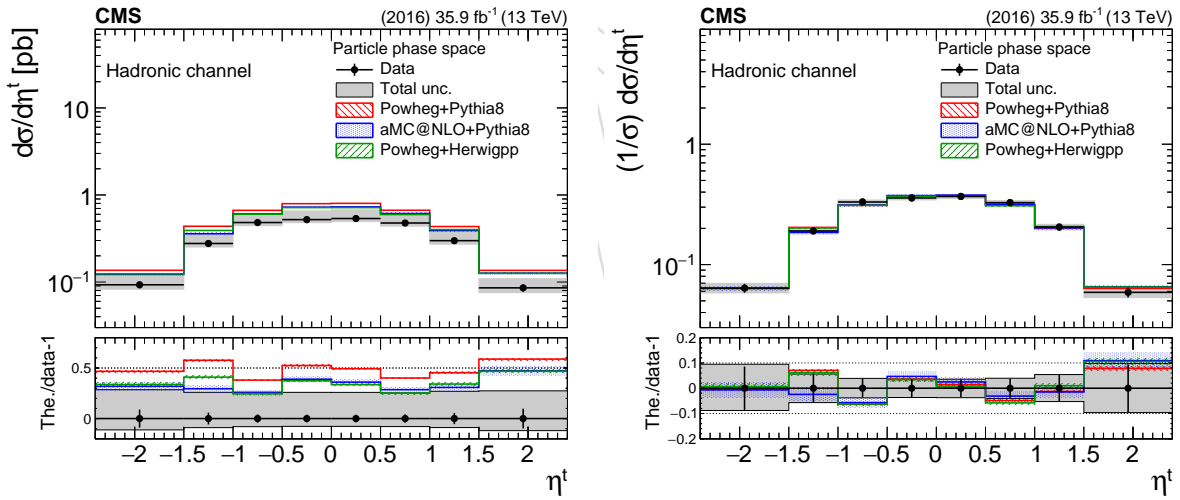 CMS (2016) 35.9 fb⁻¹ (13 TeV)
dσ/dηᵗ [pb]
Particle phase space
Hadronic channel
Data
Total unc.
Powheg+Pythia8
aMC@NLO+Pythia8
Powheg+Herwigpp
10
1
10⁻¹
The./data-1
0.5
0
−2 −1.5 −1 −0.5 0 0.5 1 1.5 2
ηᵗ
CMS (2016) 35.9 fb⁻¹ (13 TeV)
(1/σ) dσ/dηᵗ
Particle phase space
Hadronic channel
Data
Total unc.
Powheg+Pythia8
aMC@NLO+Pythia8
Powheg+Herwigpp
1
10⁻¹
The./data-1
0.2
0.1
0
−0.1
−0.2
−2 −1.5 −1 −0.5 0 0.5 1 1.5 2
ηᵗ